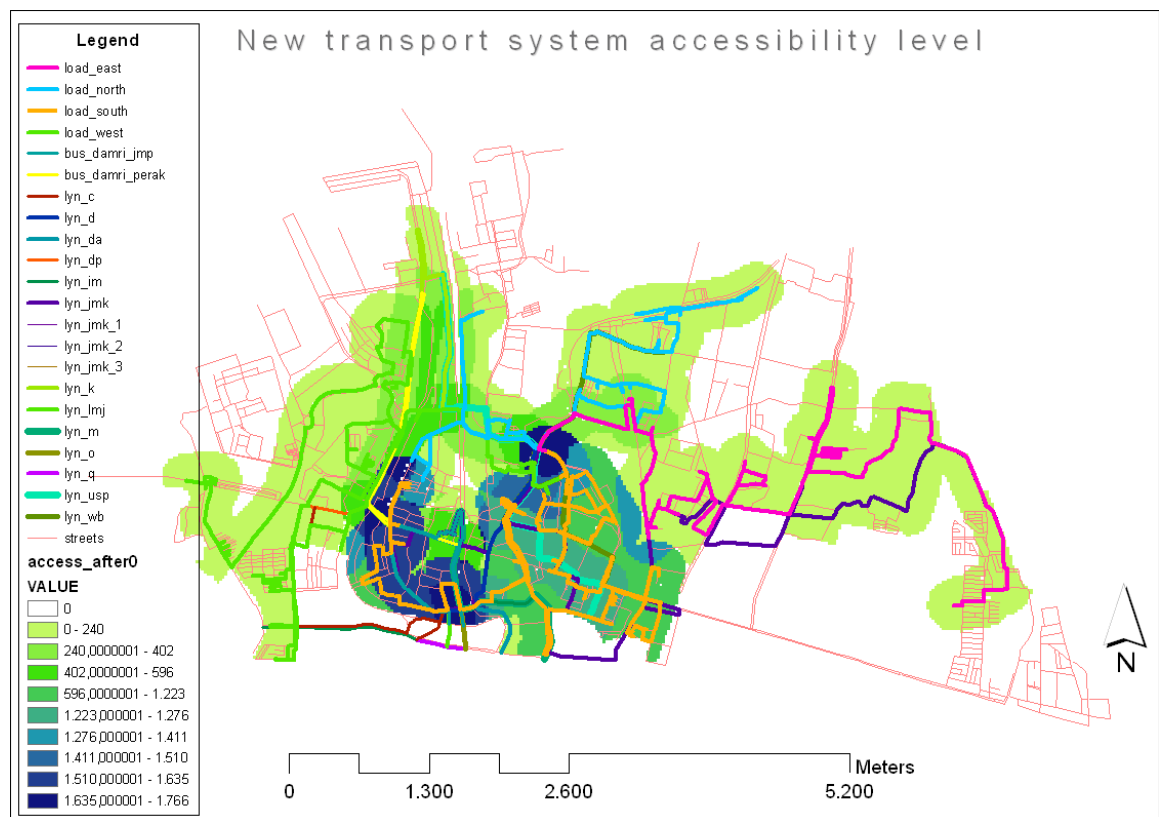 New transport system accessibility level
Legend
load_east
load_north
load_south
load_west
bus_damri_jmp
bus_damri_perak
lyn_c
lyn_d
lyn_da
lyn_dp
lyn_im
lyn_jmk
lyn_jmk_1
lyn_jmk_2
lyn_jmk_3
lyn_k
lyn_lmj
lyn_m
lyn_o
lyn_q
lyn_usp
lyn_wb
streets
access_after0
VALUE
0
0 - 240
240,0000001 - 402
402,0000001 - 596
596,0000001 - 1.223
1.223,000001 - 1.276
1.276,000001 - 1.411
1.411,000001 - 1.510
1.510,000001 - 1.635
1.635,000001 - 1.766
N
Meters
0 1.300 2.600 5.200